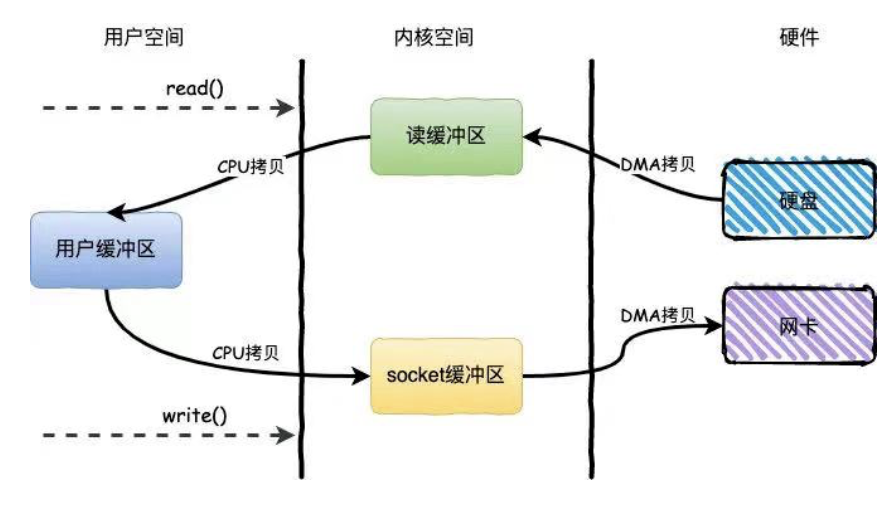 用户空间
内核空间
硬件
read()
读缓冲区
CPU拷贝
DMA拷贝
硬盘
用户缓冲区
DMA拷贝
网卡
CPU拷贝
socket缓冲区
write()